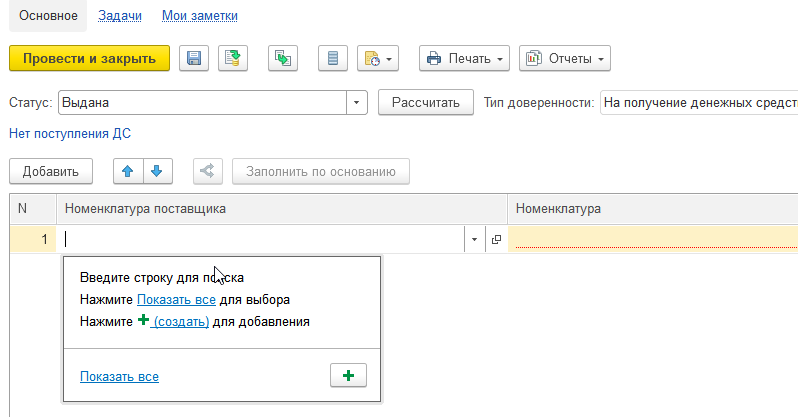 Основное Задачи Мои заметки
Провести и закрыть Печать Отчеты
Статус: Выдана Рассчитать Тип доверенности: На получение денежных средст
Нет поступления ДС
Добавить Заполнить по основанию
N Номенклатура поставщика Номенклатура
1
Введите строку для поиска
Нажмите Показать все для выбора
Нажмите + (создать) для добавления
Показать все